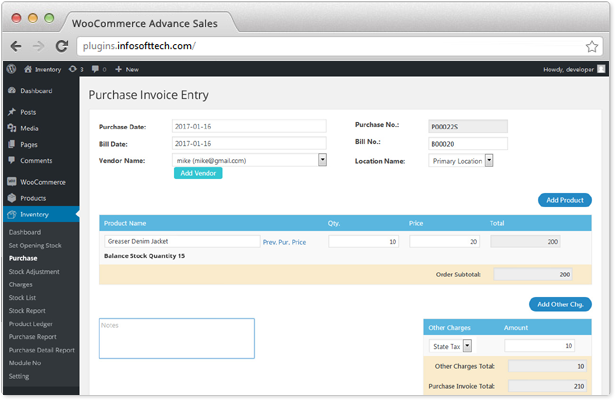 WooCommerce Advance Sales
plugins.infosofttech.com/
Inventory 3 0 + New Howdy, developer
Dashboard
Posts
Media
Pages
Comments
WooCommerce
Products
Inventory
Dashboard
Set Opening Stock
Purchase
Stock Adjustment
Charges
Stock List
Stock Report
Product Ledger
Purchase Report
Purchase Detail Report
Module No
Setting
Purchase Invoice Entry
Purchase Date: 2017-01-16 Purchase No.: P000225
Bill Date: 2017-01-16 Bill No.: B00020
Vendor Name: mike (mike@gmail.com) Location Name: Primary Location
Add Vendor
Add Product
Product Name Qty. Price Total
Greaser Denim Jacket Prev. Pur. Price 10 20 200
Balance Stock Quantity 15
Order Subtotal: 200
Add Other Chg.
Notes
Other Charges Amount
State Tax 10
Other Charges Total: 10
Purchase Invoice Total: 210